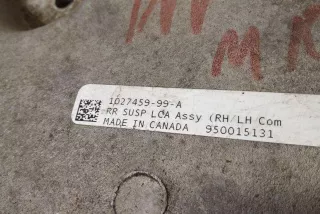 1027459-99-A
RR SUSP LCA Assy (RH/LH Com
MADE IN CANADA 950015131